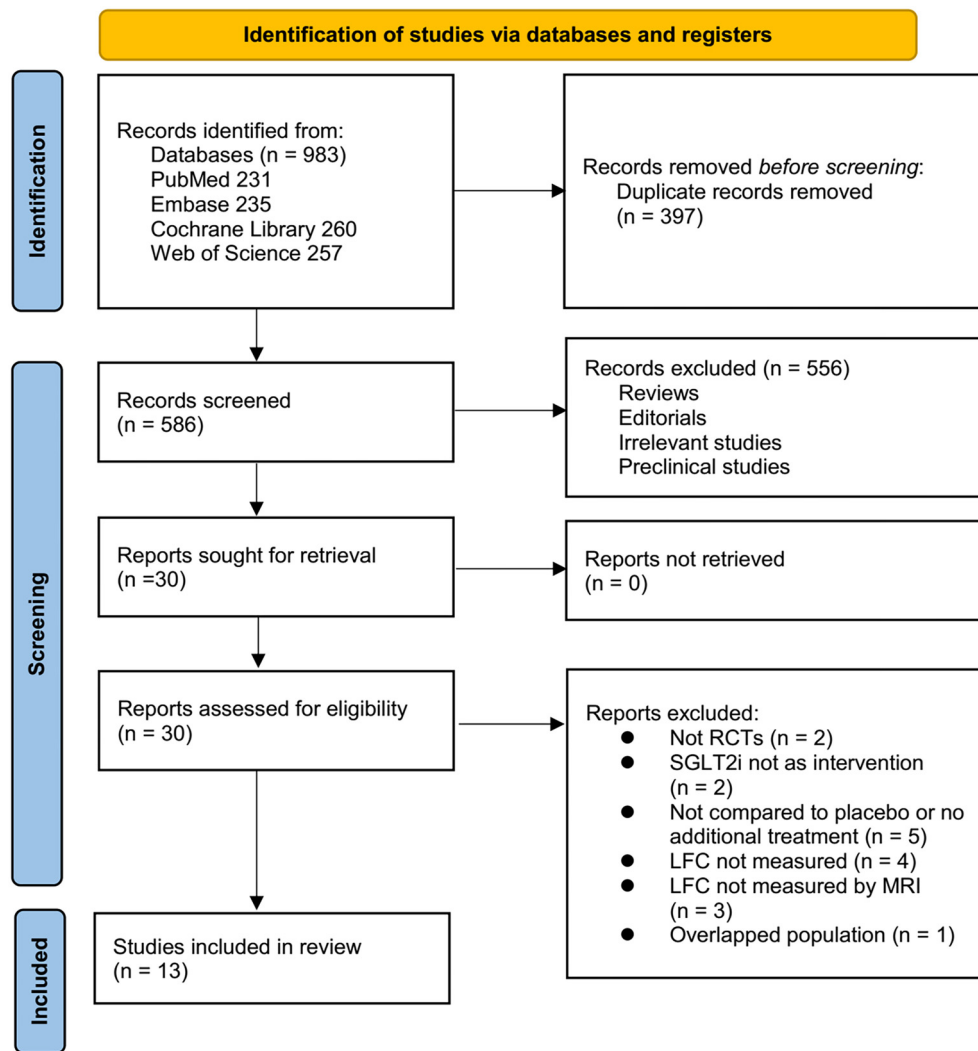 Identification of studies via databases and registers
Identification
Records identified from:
Databases (n = 983)
PubMed 231
Embase 235
Cochrane Library 260
Web of Science 257
Records removed before screening:
Duplicate records removed
(n = 397)
Screening
Records screened
(n = 586)
Records excluded (n = 556)
Reviews
Editorials
Irrelevant studies
Preclinical studies
Reports sought for retrieval
(n =30)
Reports not retrieved
(n = 0)
Reports assessed for eligibility
(n = 30)
Reports excluded:
● Not RCTs (n = 2)
● SGLT2i not as intervention
(n = 2)
● Not compared to placebo or no
additional treatment (n = 5)
● LFC not measured (n = 4)
● LFC not measured by MRI
(n = 3)
● Overlapped population (n = 1)
Included
Studies included in review
(n = 13)